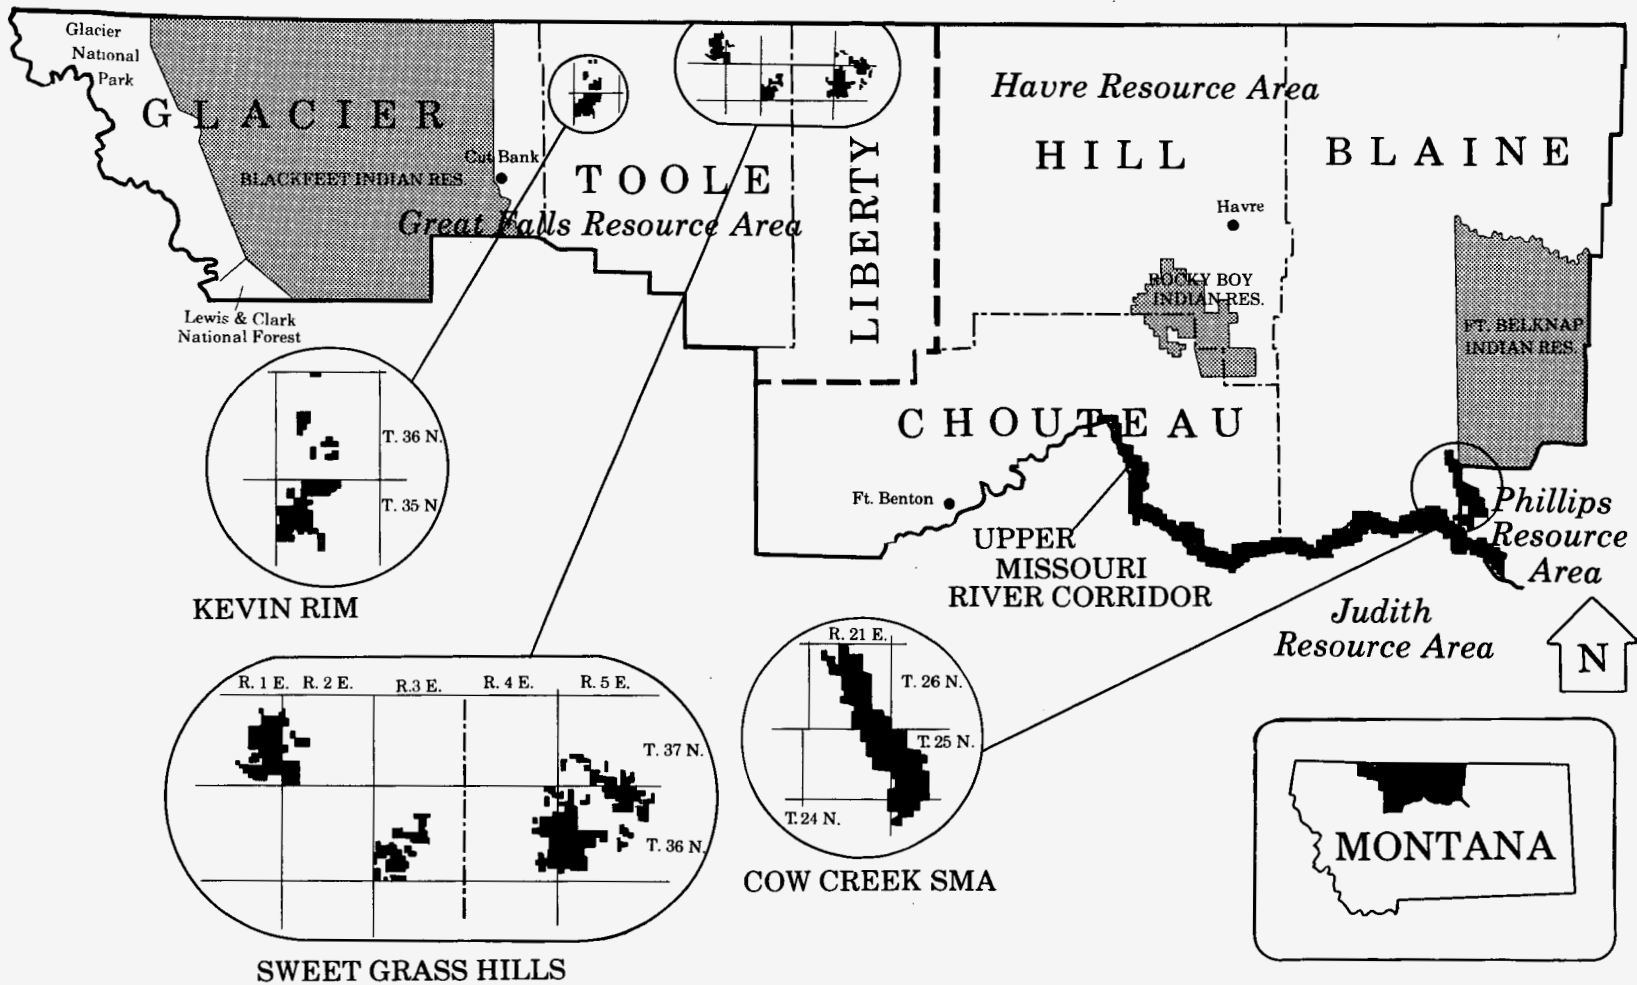 Glacier
National
Park
GLACIER
BLACKFEET INDIAN RES.
Cut Bank
TOOLE
Great Falls Resource Area
LIBERTY
Havre Resource Area
HILL
BLAINE
Havre
ROCKY BOY
INDIAN RES.
FT. BELKNAP
INDIAN RES.
Lewis & Clark
National Forest
CHOUTEAU
Ft. Benton
UPPER
MISSOURI
RIVER CORRIDOR
Phillips
Resource
Area
Judith
Resource Area
N
T. 36 N.
T. 35 N.
KEVIN RIM
R. 1 E.
R. 2 E.
R.3 E.
R. 4 E.
R. 5 E.
T. 37 N.
T. 36 N.
SWEET GRASS HILLS
R. 21 E.
T. 26 N.
T. 25 N.
T. 24 N.
COW CREEK SMA
MONTANA